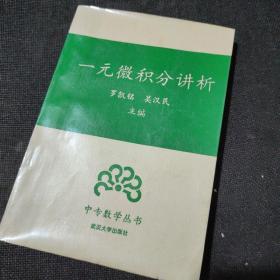 一元微积分讲析
罗凯铭 吴汉民
主编
中专数学丛书
武汉大学出版社